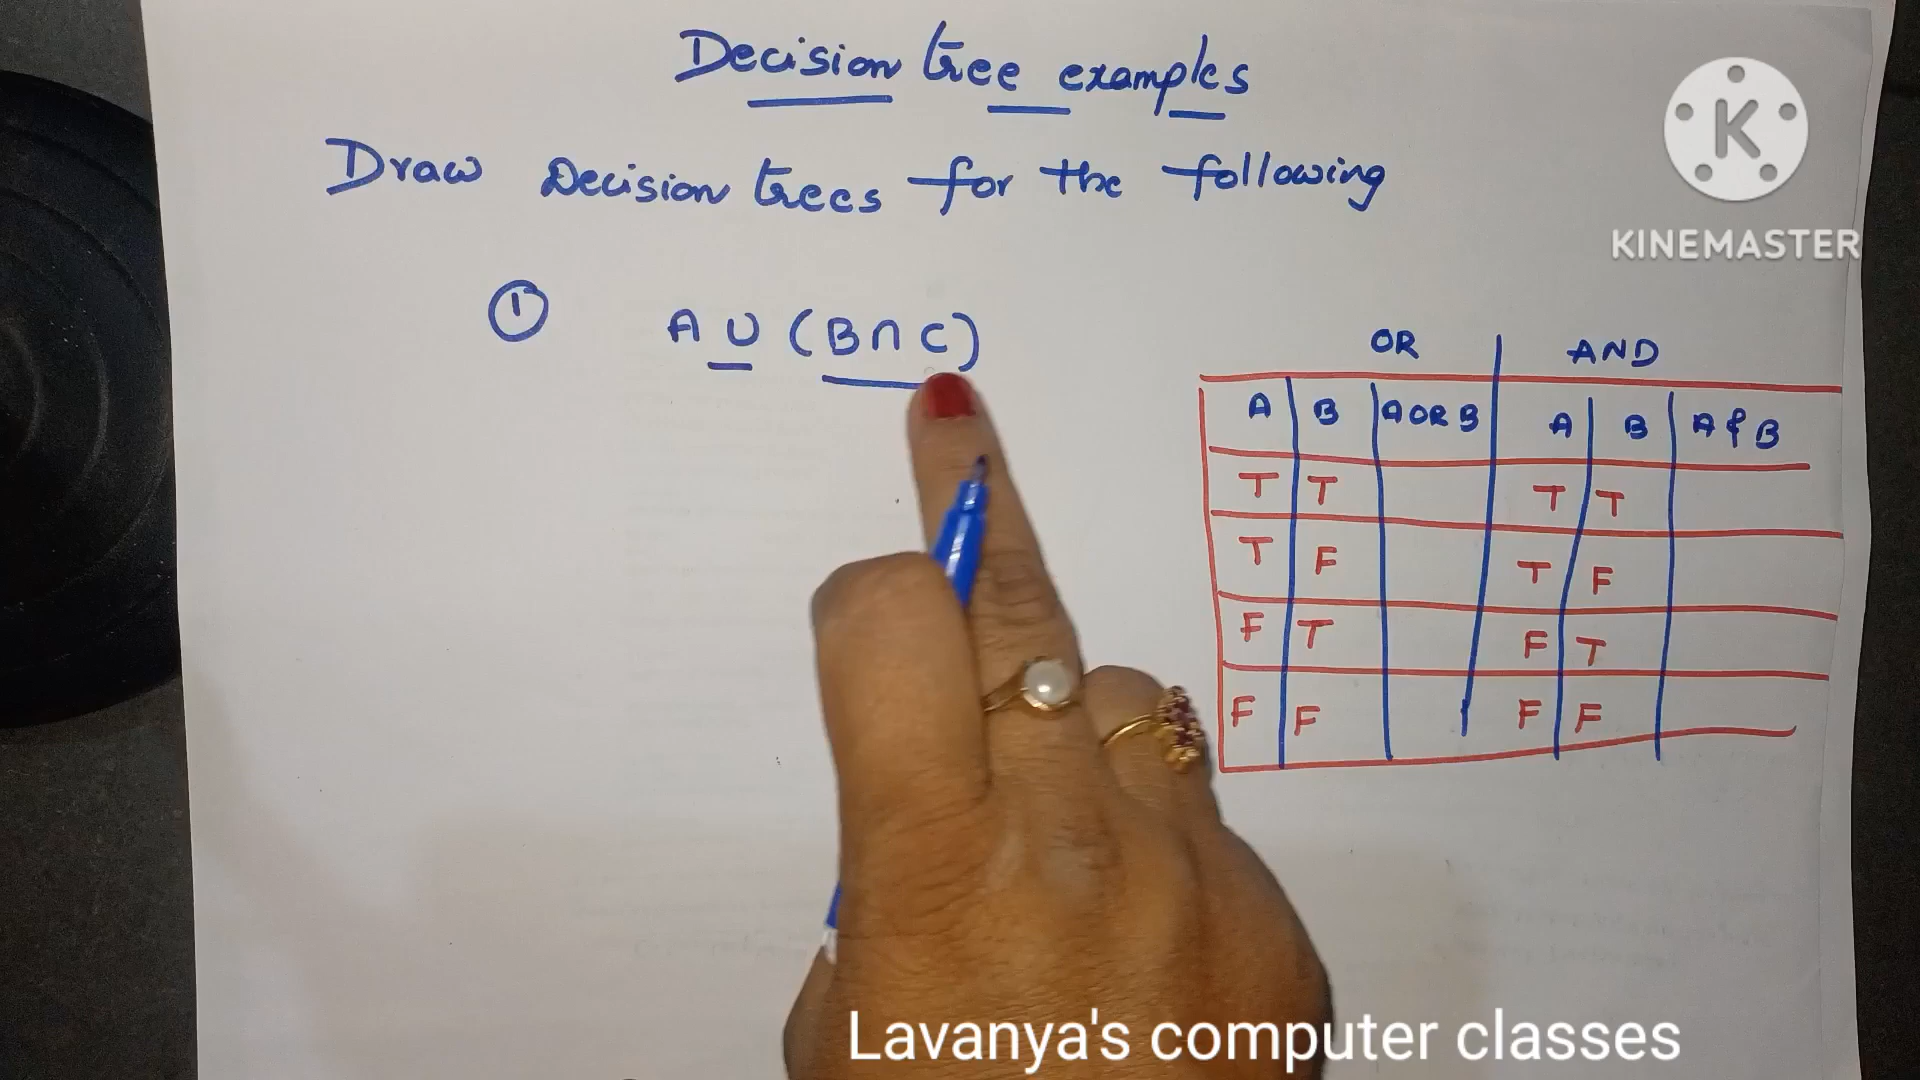 Decision tree examples
Draw Decision trees for the following
① A ∪ (B ∩ C)
OR AND
A B A OR B A B A & B
T T T T
T F T F
F T F T
F F F F
K
KINEMASTER
Lavanya's computer classes